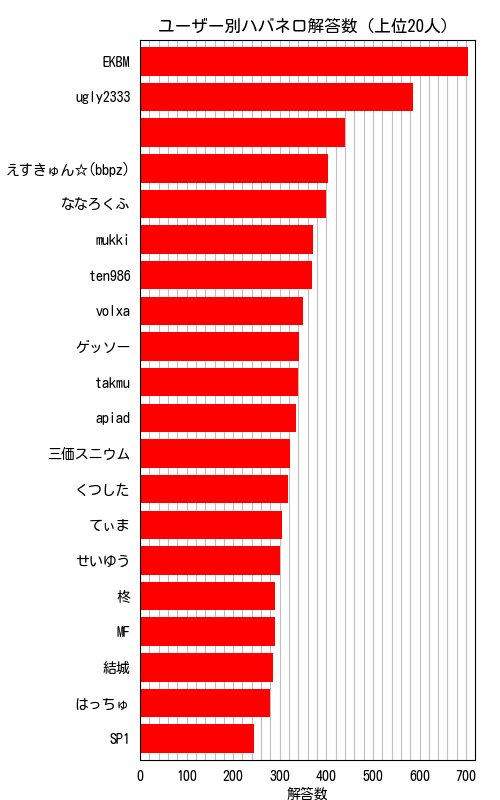 ユーザー別ハバネロ解答数 (上位20人)
EKBM
ugly2333
えすきゅん☆(bbpz)
ななろくふ
mukki
ten986
volxa
ゲッソー
takmu
apiad
三価スニウム
くつした
てぃま
せいゆう
柊
MF
結城
はっちゅ
SP1
0 100 200 300 400 500 600 700
解答数